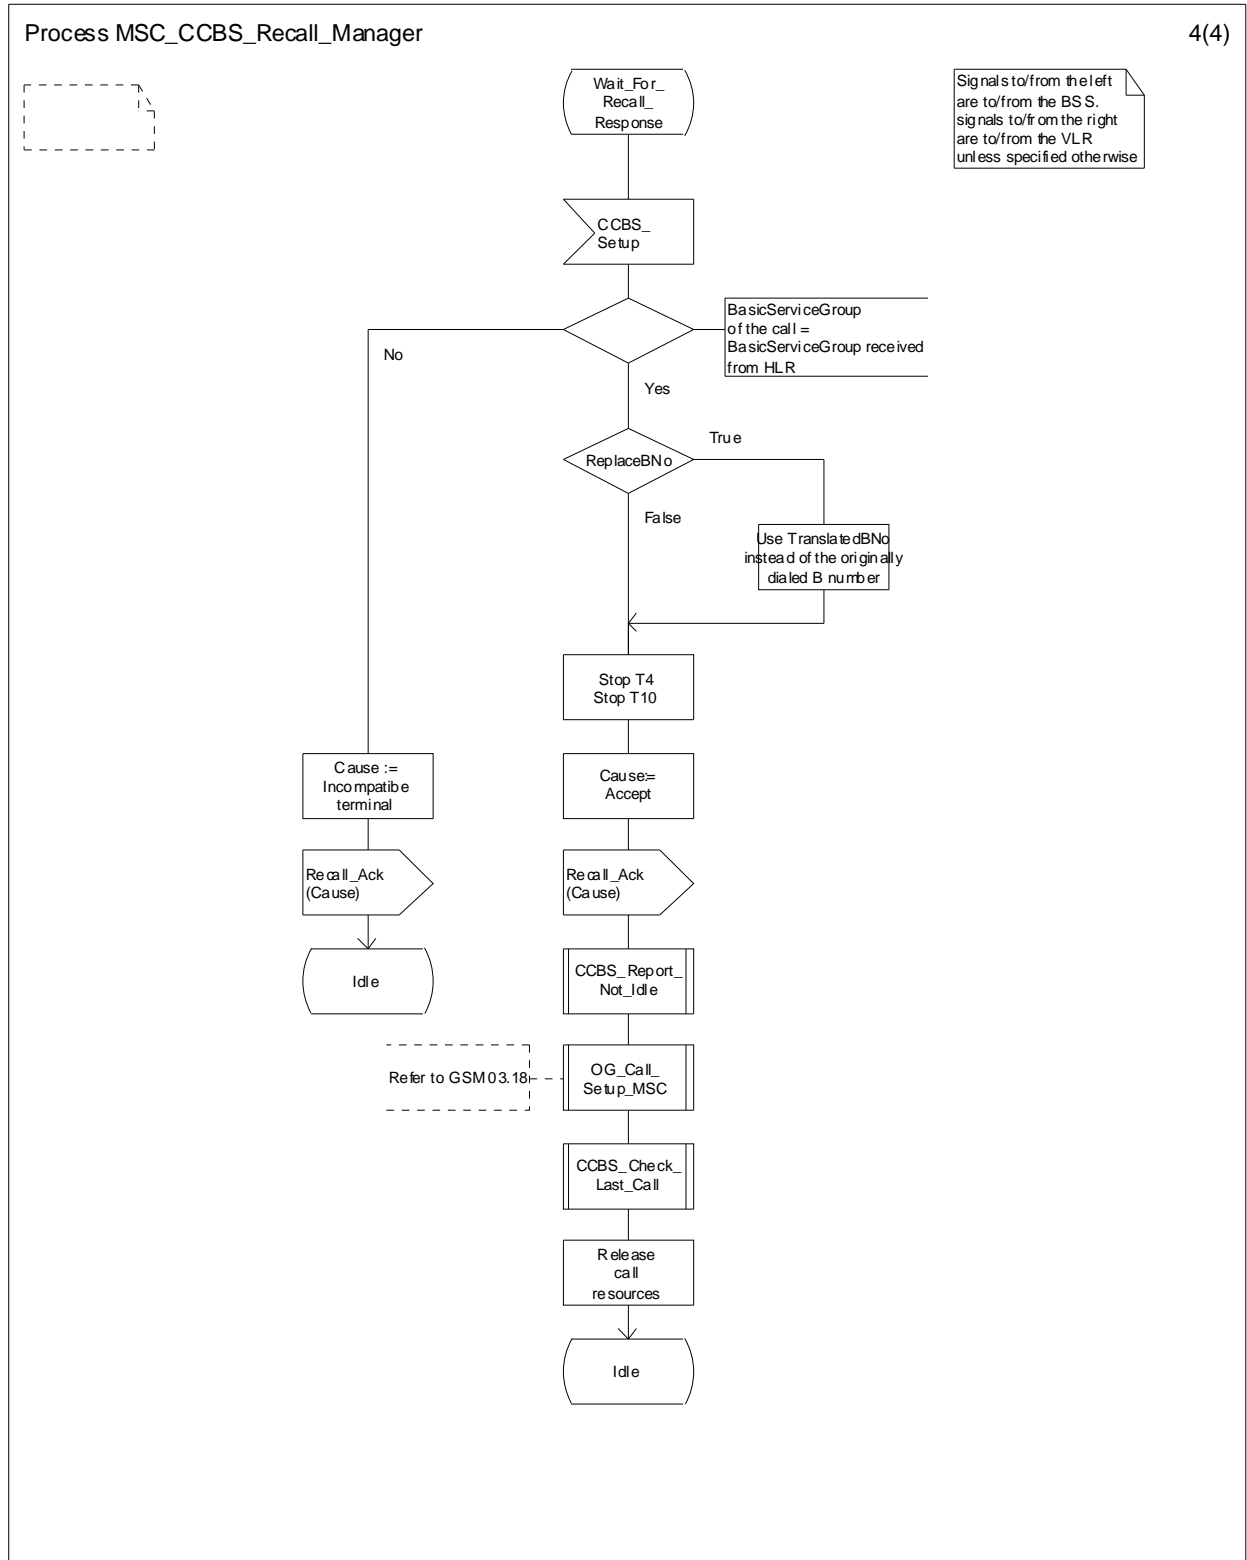 Process MSC_CCBS_Recall_Manager
4(4)
Wait_For_
Recall_
Response
Signals to/from the left
are to/from the BSS.
signals to/from the right
are to/from the VLR
unless specified otherwise
CCBS_
Setup
BasicServiceGroup
of the call =
BasicServiceGroup received
from HLR
No
Yes
True
ReplaceBNo
False
Use TranslatedBNo
instead of the originally
dialed B number
Stop T4
Stop T10
Cause :=
Incompatibe
terminal
Cause:=
Accept
Recall_Ack
(Cause)
Recall_Ack
(Cause)
Idle
CCBS_Report_
Not_Idle
Refer to GSM 03.18
OG_Call_
Setup_MSC
CCBS_Check_
Last_Call
Release
call
resources
Idle